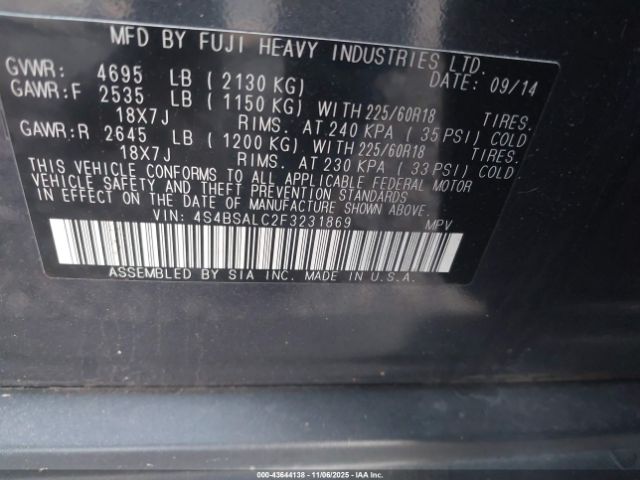 MFD BY FUJI HEAVY INDUSTRIES LTD.
GVWR: 4695 LB ( 2130 KG) DATE: 09/14
GAWR:F 2535 LB ( 1150 KG) WITH 225/60R18 TIRES.
18X7J RIMS. AT 240 KPA ( 35 PSI) COLD
GAWR:R 2645 LB ( 1200 KG) WITH 225/60R18 TIRES.
18X7J RIMS. AT 230 KPA ( 33 PSI) COLD.
THIS VEHICLE CONFORMS TO ALL APPLICABLE FEDERAL MOTOR
VEHICLE SAFETY AND THEFT PREVENTION STANDARDS
IN EFFECT ON THE DATE OF MANUFACTURE SHOWN ABOVE.
VIN: 4S4BSALC2F3231869 MPV
ASSEMBLED BY SIA INC. MADE IN U.S.A.
© COPYRIGHT - 43644138 - 11/06/2025 - IAA